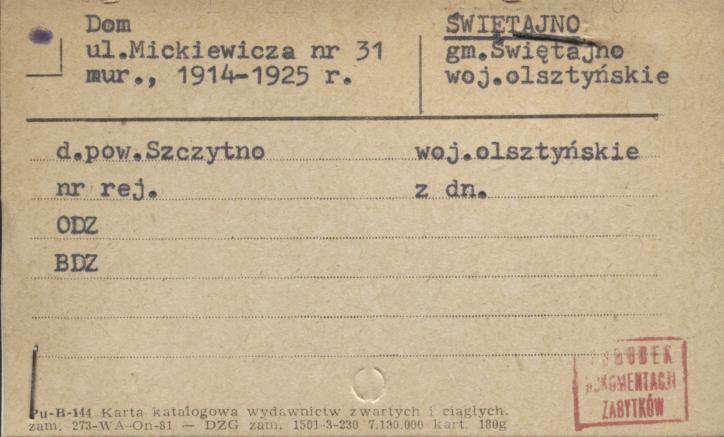 Dom
ul.Mickiewicza nr 31
mur., 1914-1925 r.
ŚWIĘTAJNO
gm.Świętajno
woj.olsztyńskie
d.pow.Szczytno woj.olsztyńskie
nr rej. z dn.
ODZ
BDZ
OŚRODEK
DOKUMENTACJI
ZABYTKÓW
Pu-B-144 Karta katalogowa wydawnictw zwartych i ciągłych.
zam. 273-WA-On-81 — DZG zam. 1501-3-230 7.130.000 kart. 180g